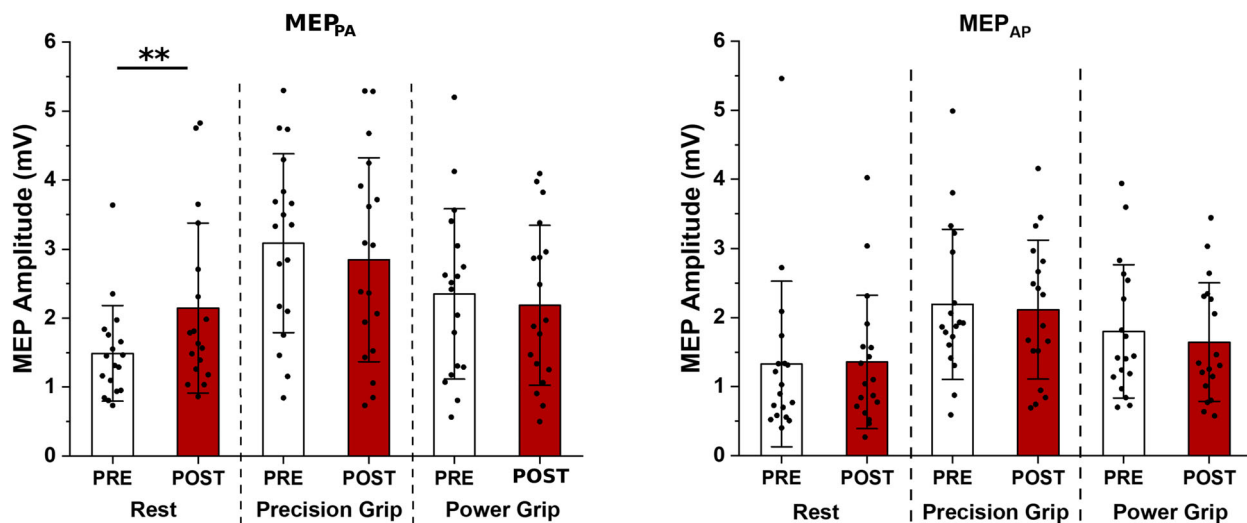 MEP_PA
MEP Amplitude (mV)
6
5
4
3
2
1
0
**
PRE POST PRE POST PRE POST
Rest Precision Grip Power Grip
MEP_AP
MEP Amplitude (mV)
6
5
4
3
2
1
0
PRE POST PRE POST PRE POST
Rest Precision Grip Power Grip